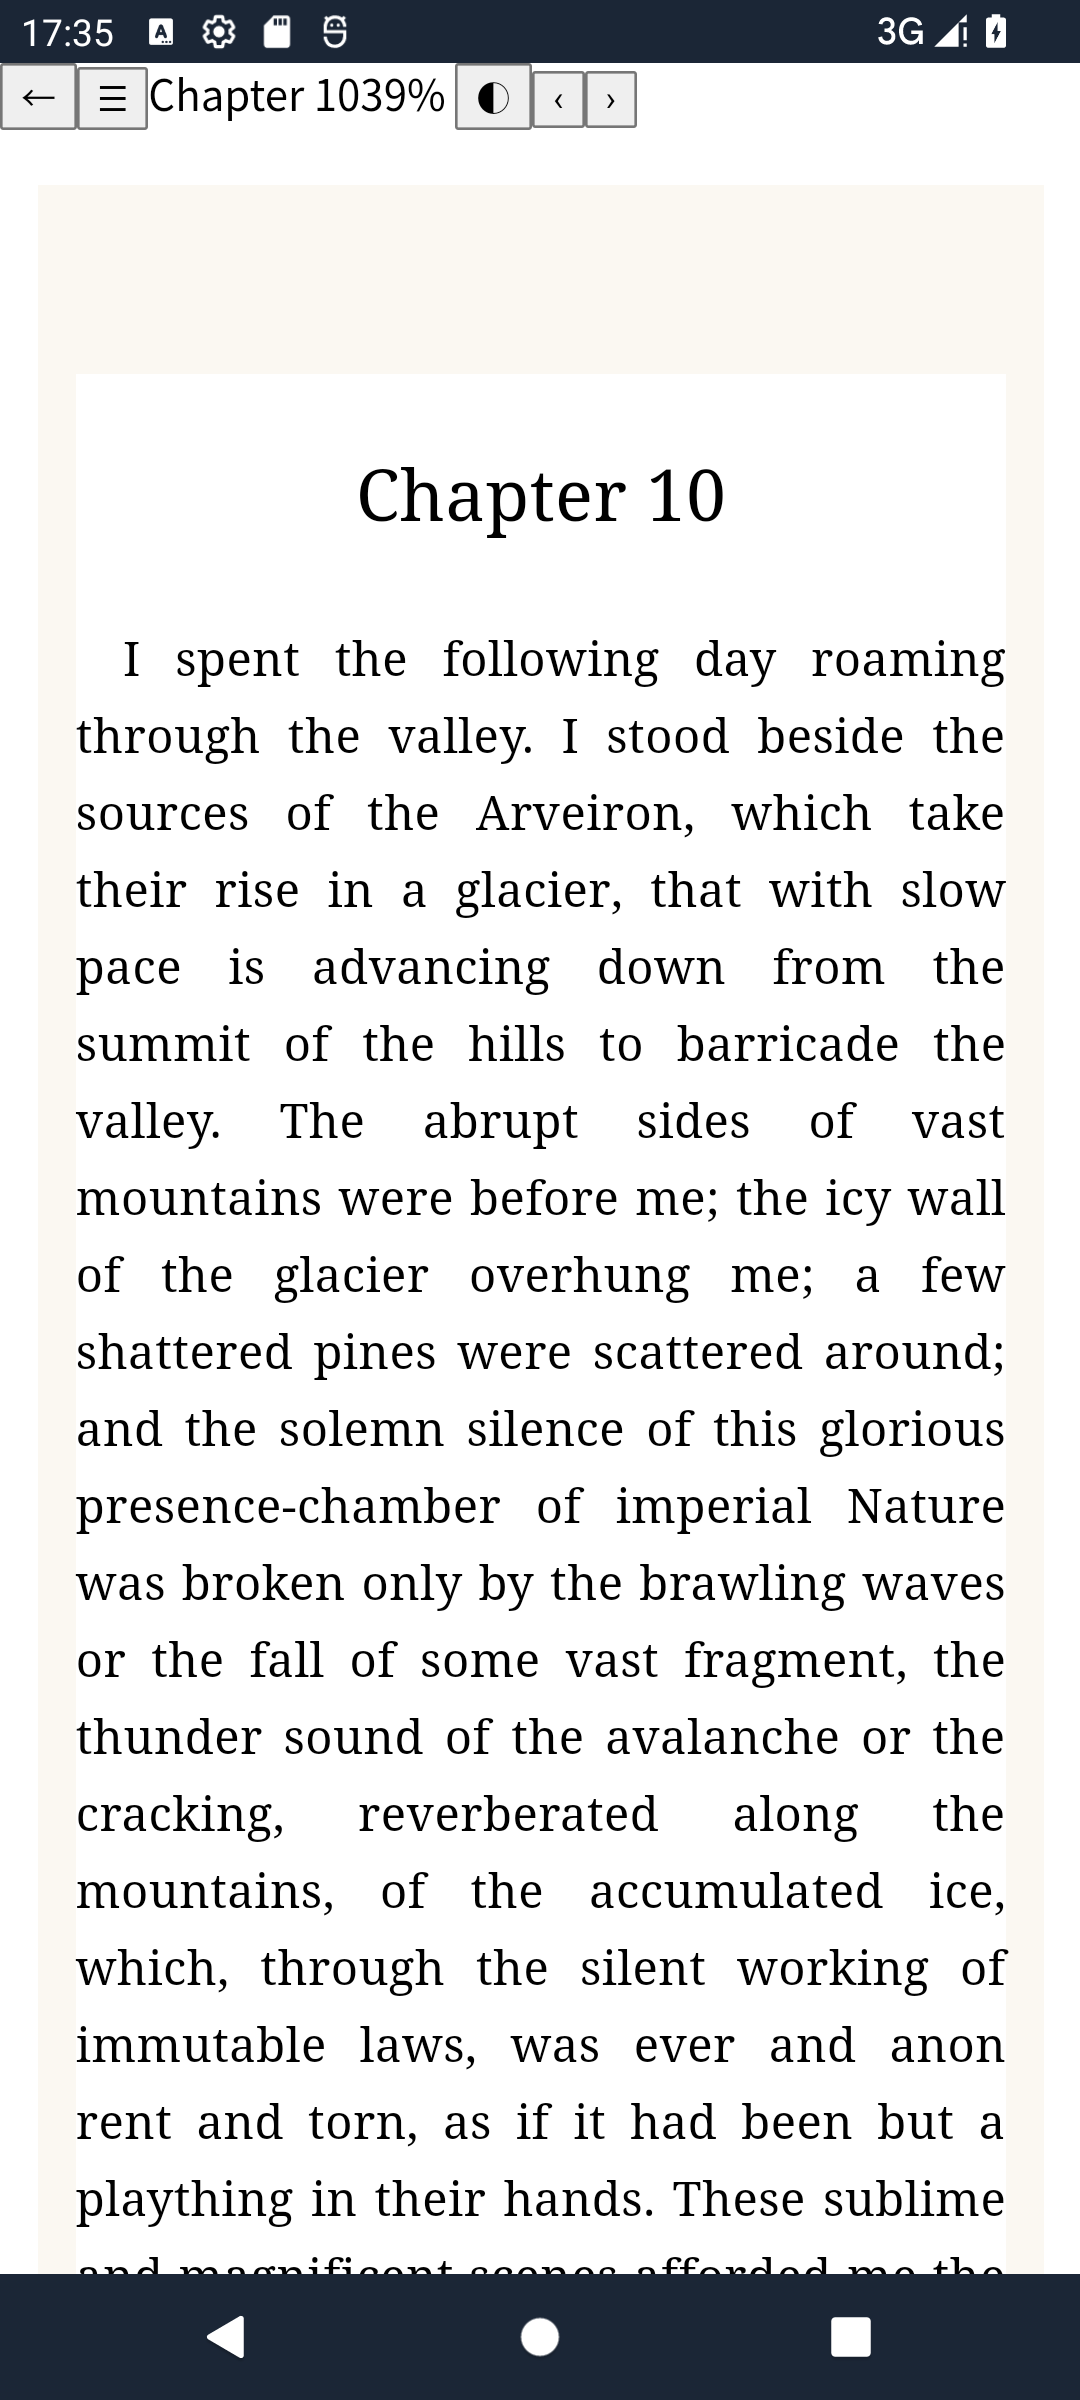 17:35 3G
← ☰ Chapter 1039% ◐ ‹ ›
Chapter 10
I spent the following day roaming
through the valley. I stood beside the
sources of the Arveiron, which take
their rise in a glacier, that with slow
pace is advancing down from the
summit of the hills to barricade the
valley. The abrupt sides of vast
mountains were before me; the icy wall
of the glacier overhung me; a few
shattered pines were scattered around;
and the solemn silence of this glorious
presence-chamber of imperial Nature
was broken only by the brawling waves
or the fall of some vast fragment, the
thunder sound of the avalanche or the
cracking, reverberated along the
mountains, of the accumulated ice,
which, through the silent working of
immutable laws, was ever and anon
rent and torn, as if it had been but a
plaything in their hands. These sublime
and magnificent scenes afforded me the